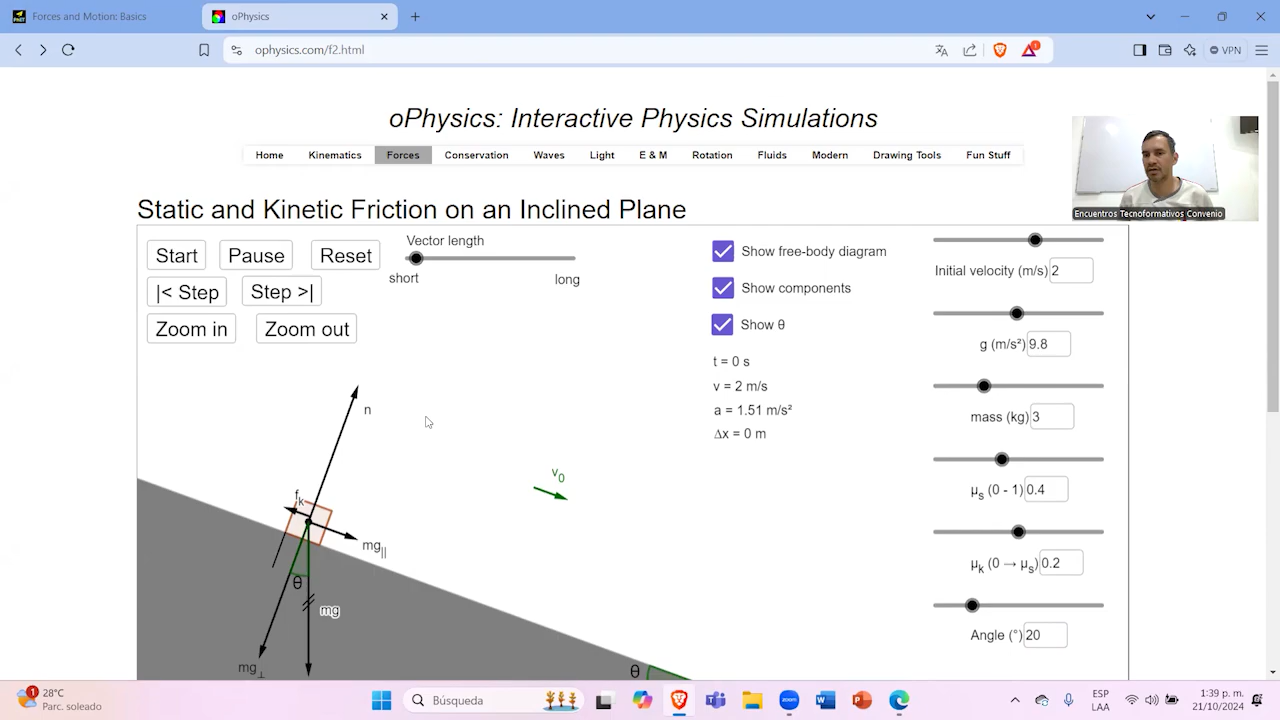 Forces and Motion: Basics
oPhysics
ophysics.com/f2.html
1
VPN
oPhysics: Interactive Physics Simulations
Home Kinematics Forces Conservation Waves Light E & M Rotation Fluids Modern Drawing Tools Fun Stuff
Encuentros Tecnoformativos Convenio
Static and Kinetic Friction on an Inclined Plane
Start Pause Reset
|< Step Step >|
Zoom in Zoom out
Vector length
short long
Show free-body diagram
Show components
Show θ
t = 0 s
v = 2 m/s
a = 1.51 m/s²
Δx = 0 m
Initial velocity (m/s) 2
g (m/s²) 9.8
mass (kg) 3
μs (0 - 1) 0.4
μk (0 → μs) 0.2
Angle (°) 20
n
v0
fk
mg||
θ
mg
mg⊥
θ
1
28°C
Parc. soleado
Búsqueda
ESP
LAA
1:39 p. m.
21/10/2024